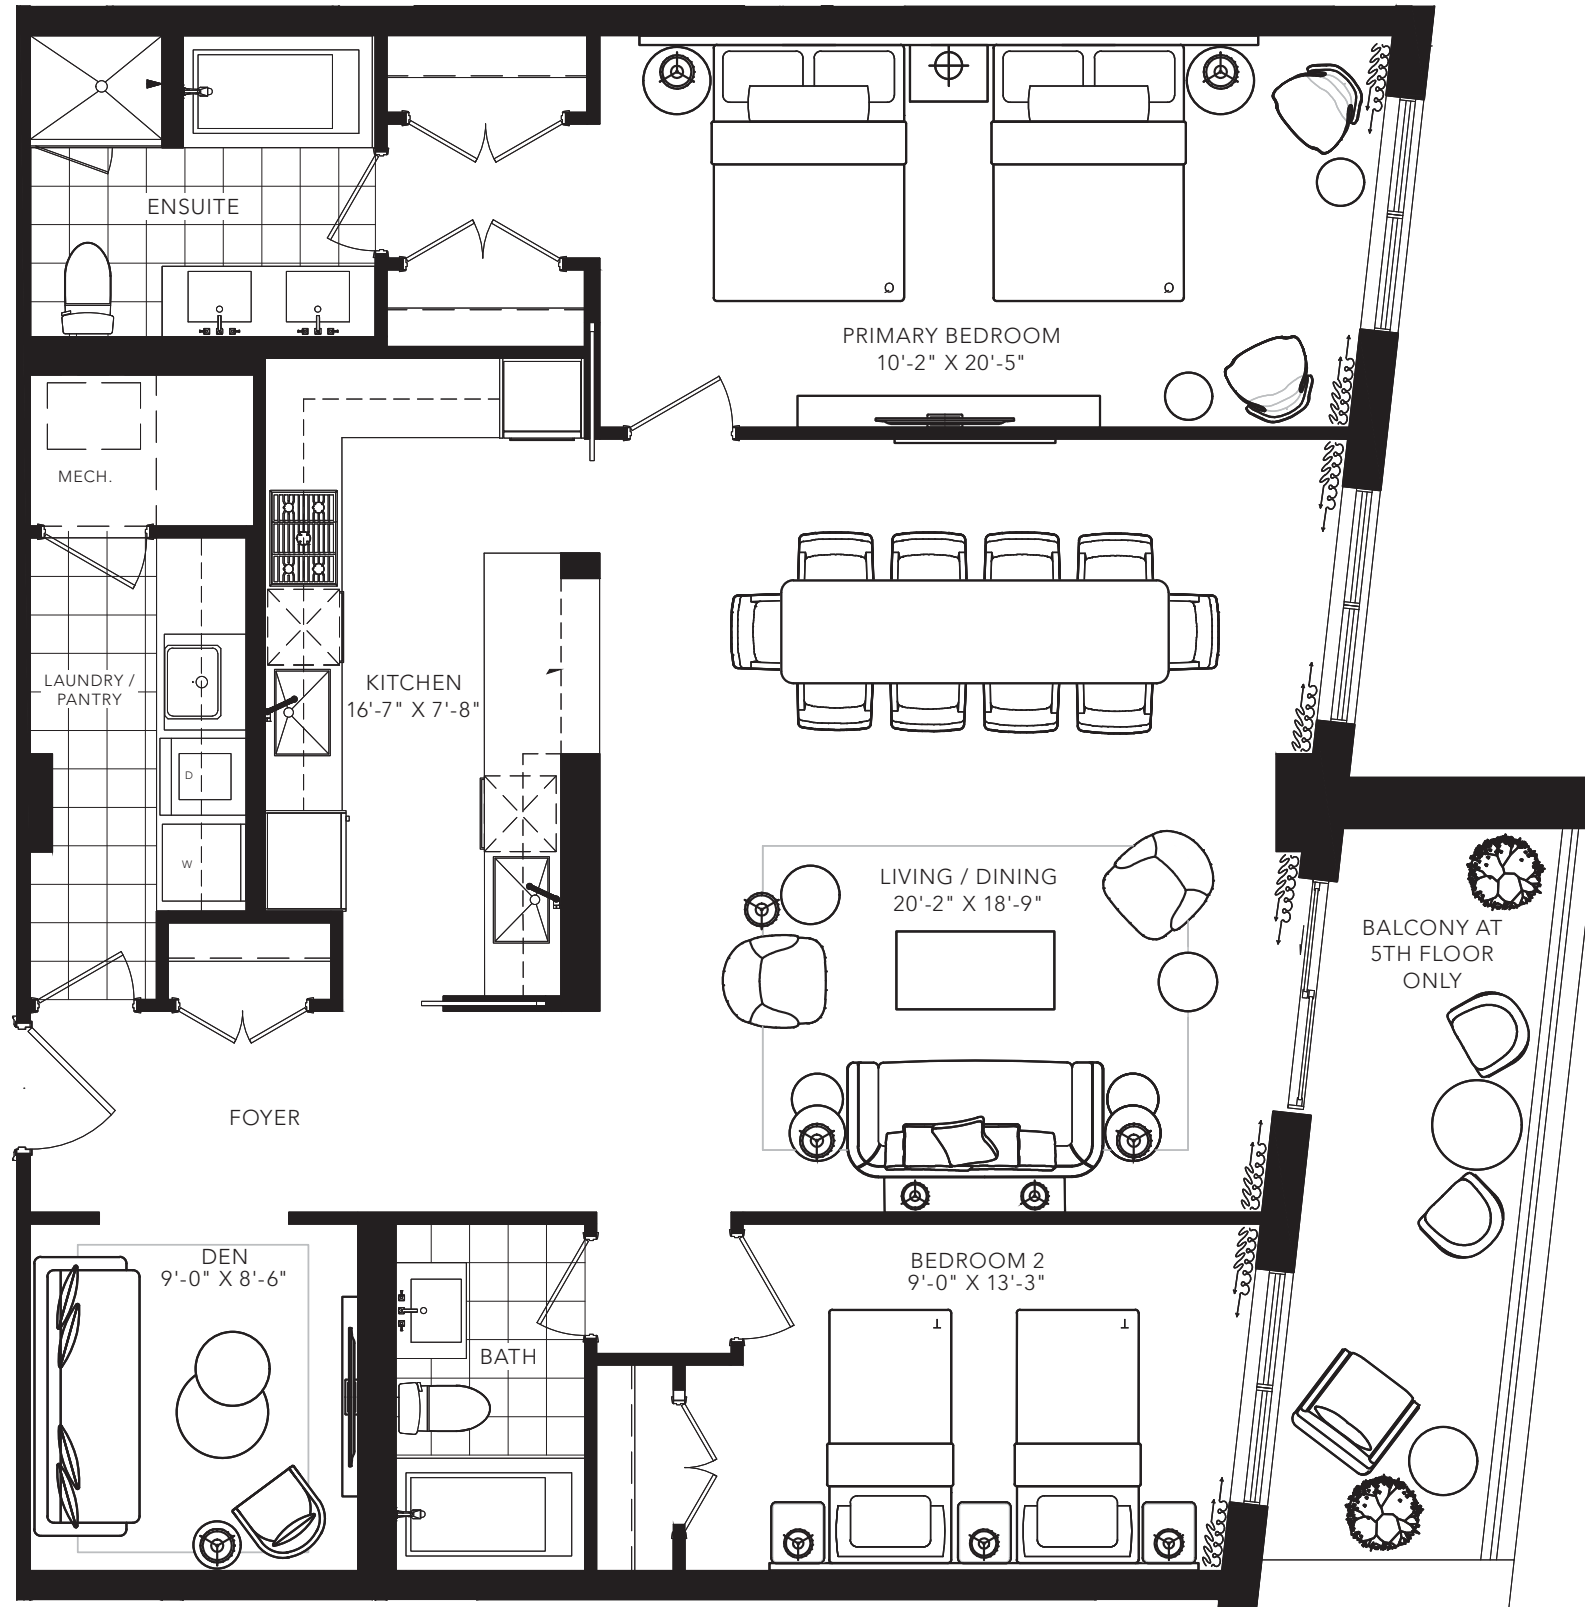 ENSUITE
PRIMARY BEDROOM
10'-2" X 20'-5"
MECH.
LAUNDRY /
PANTRY
KITCHEN
16'-7" X 7'-8"
D
W
LIVING / DINING
20'-2" X 18'-9"
BALCONY AT
5TH FLOOR
ONLY
FOYER
DEN
9'-0" X 8'-6"
BATH
BEDROOM 2
9'-0" X 13'-3"